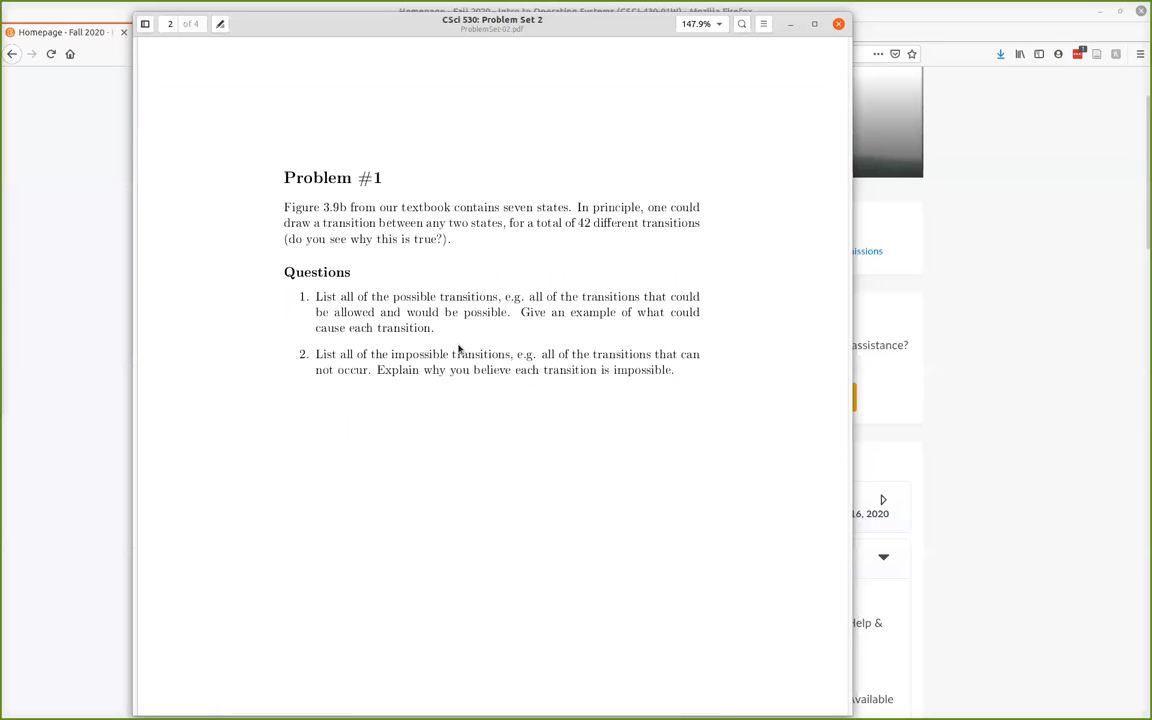 CSci 530: Problem Set 2
ProblemSet-02.pdf
2 of 4
147.9%
Homepage - Fall 2020 -
Problem #1
Figure 3.9b from our textbook contains seven states. In principle, one could
draw a transition between any two states, for a total of 42 different transitions
(do you see why this is true?).
Questions
1. List all of the possible transitions, e.g. all of the transitions that could
be allowed and would be possible. Give an example of what could
cause each transition.
2. List all of the impossible transitions, e.g. all of the transitions that can
not occur. Explain why you believe each transition is impossible.
issions
assistance?
16, 2020
Help &
Available